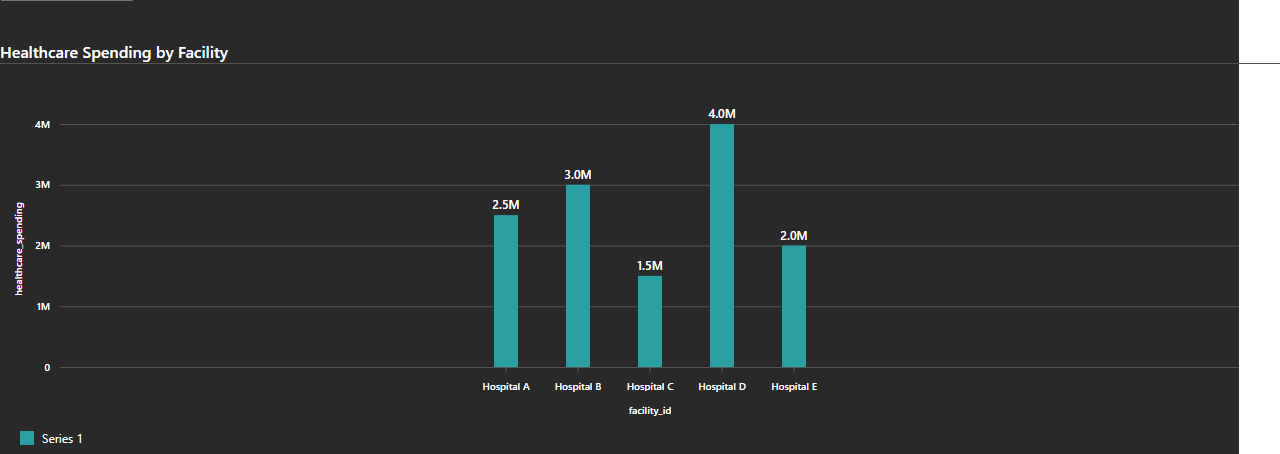 Healthcare Spending by Facility
4M
3M
2M
1M
0
healthcare_spending
2.5M
3.0M
1.5M
4.0M
2.0M
Hospital A
Hospital B
Hospital C
Hospital D
Hospital E
facility_id
Series 1